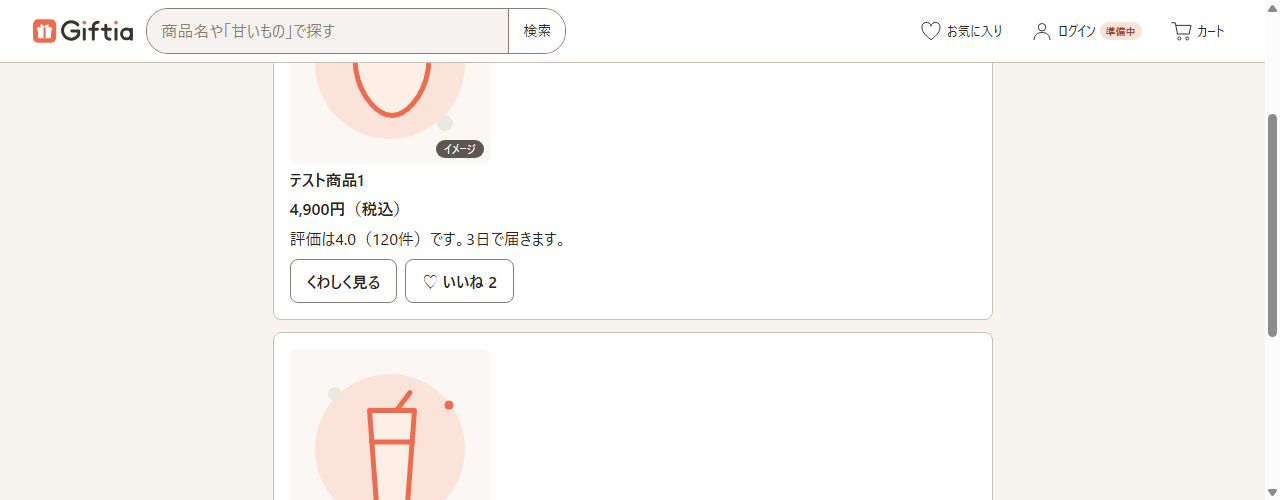 Giftia
商品名や「甘いもの」で探す
検索
お気に入り
ログイン 準備中
カート
イメージ
テスト商品1
4,900円（税込）
評価は4.0（120件）です。3日で届きます。
くわしく見る
♡ いいね 2